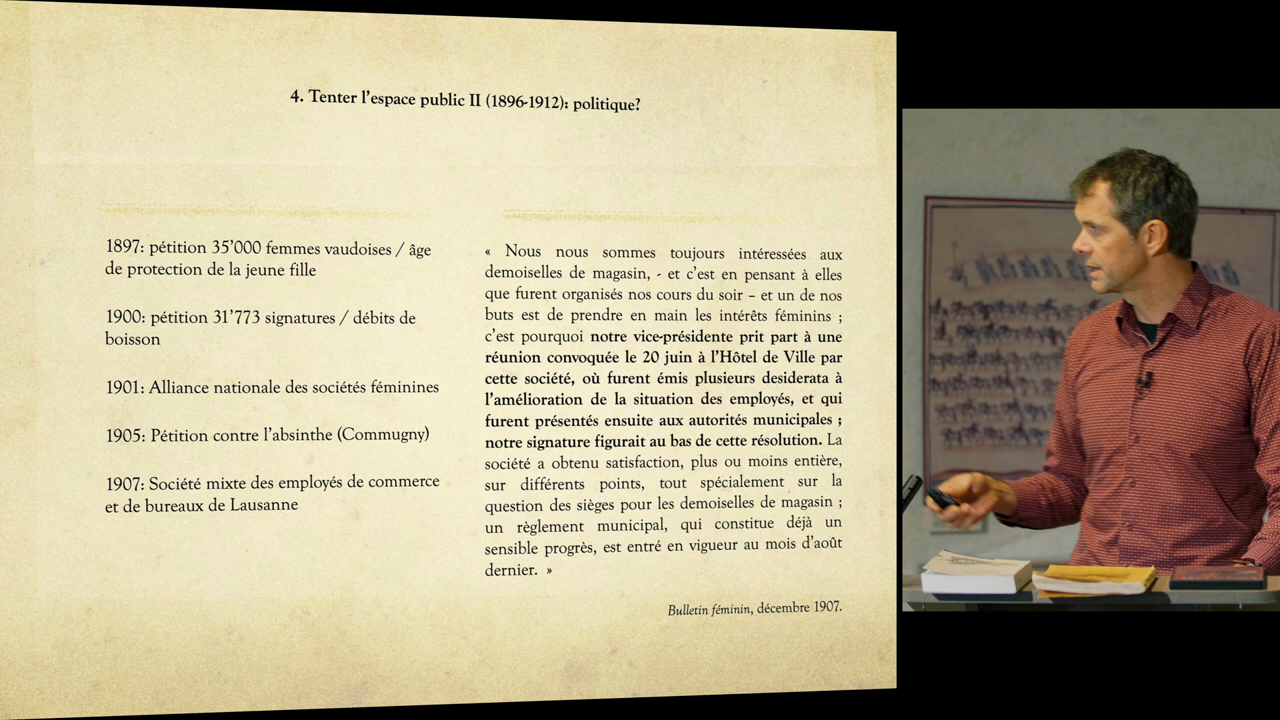 4. Tenter l'espace public II (1896-1912): politique?
1897: pétition 35'000 femmes vaudoises / âge
de protection de la jeune fille
1900: pétition 31'773 signatures / débits de
boisson
1901: Alliance nationale des sociétés féminines
1905: Pétition contre l'absinthe (Commugny)
1907: Société mixte des employés de commerce
et de bureaux de Lausanne
« Nous nous sommes toujours intéressées aux
demoiselles de magasin, - et c'est en pensant à elles
que furent organisés nos cours du soir – et un de nos
buts est de prendre en main les intérêts féminins ;
c'est pourquoi notre vice-présidente prit part à une
réunion convoquée le 20 juin à l'Hôtel de Ville par
cette société, où furent émis plusieurs desiderata à
l'amélioration de la situation des employés, et qui
furent présentés ensuite aux autorités municipales ;
notre signature figurait au bas de cette résolution. La
société a obtenu satisfaction, plus ou moins entière,
sur différents points, tout spécialement sur la
question des sièges pour les demoiselles de magasin ;
un règlement municipal, qui constitue déjà un
sensible progrès, est entré en vigueur au mois d'août
dernier. »
Bulletin féminin, décembre 1907.